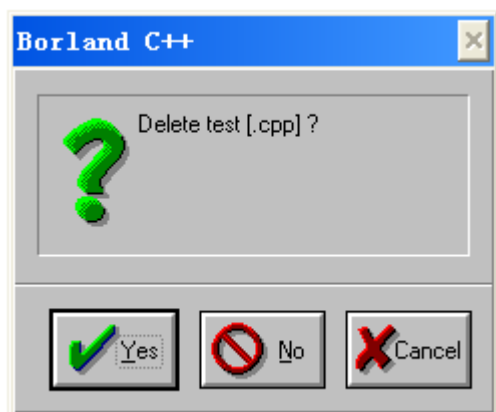 Borland C++
Delete test [.cpp] ?
Yes
No
Cancel